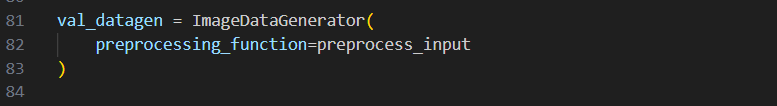 81 val_datagen = ImageDataGenerator(
82     preprocessing_function=preprocess_input
83 )
84